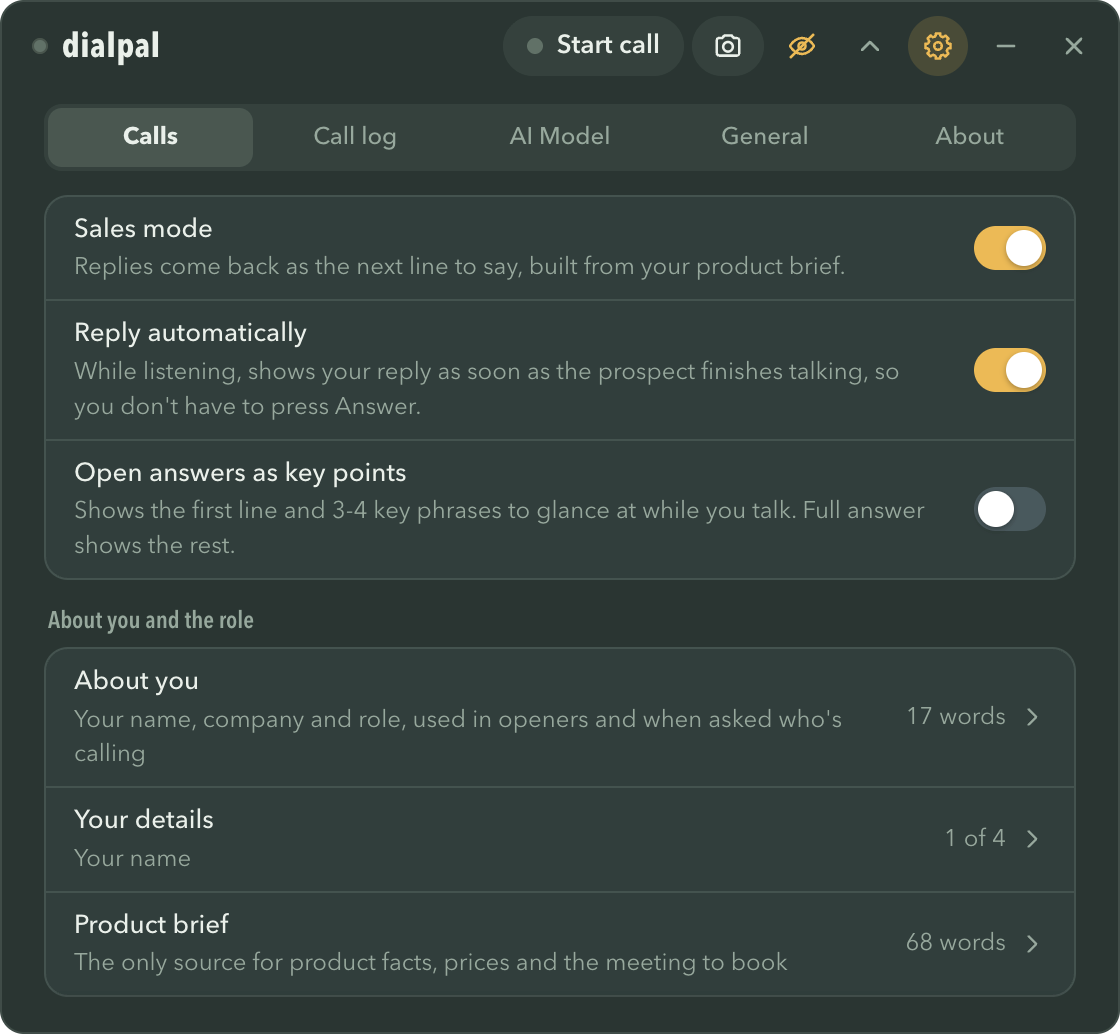 dialpal
Start call
Calls
Call log
AI Model
General
About
Sales mode
Replies come back as the next line to say, built from your product brief.
Reply automatically
While listening, shows your reply as soon as the prospect finishes talking, so
you don't have to press Answer.
Open answers as key points
Shows the first line and 3-4 key phrases to glance at while you talk. Full answer
shows the rest.
About you and the role
About you
Your name, company and role, used in openers and when asked who's
calling
17 words
Your details
Your name
1 of 4
Product brief
The only source for product facts, prices and the meeting to book
68 words